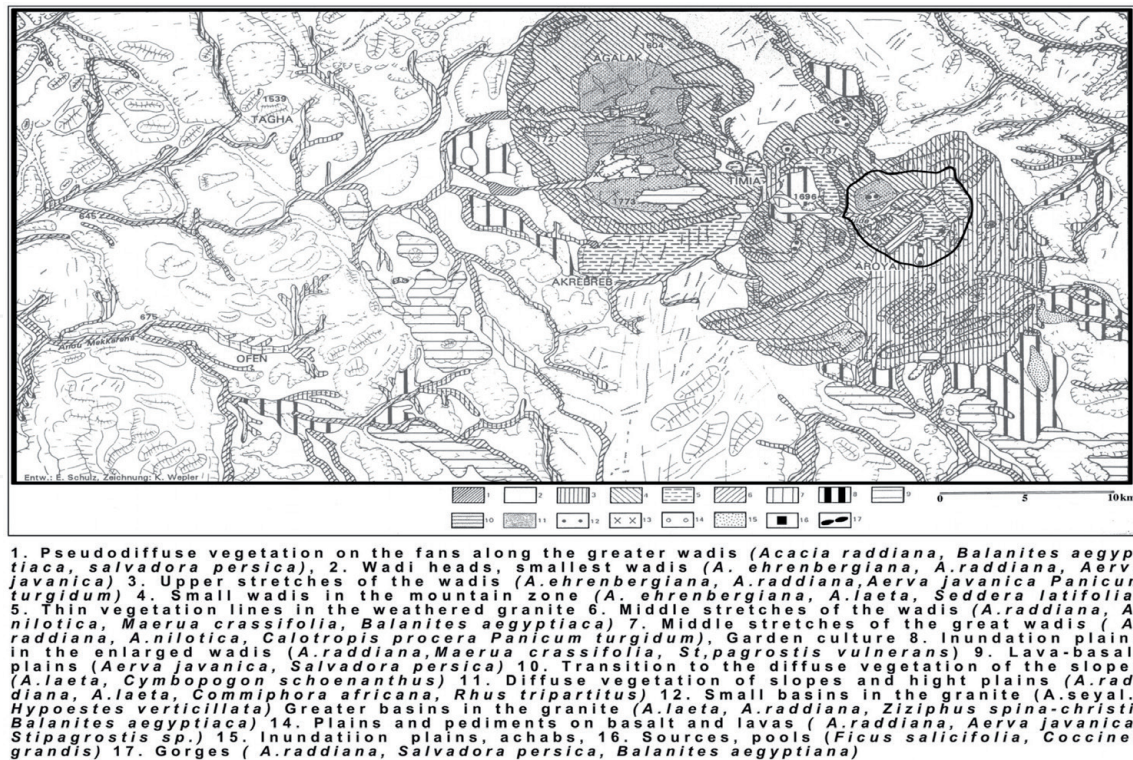 1604
AGALAK
1539
TAGHA
1727
1737
TIMIA
1696
1773
645
AROYAN
AKREBREB
675
Anou Mekkerene
OFEN
Entw.: E. Schulz, Zeichnung: K. Wepler
1 2 3 4 5 6 7 8 9
0 5 10km
10 11 12 13 14 15 16 17
1. Pseudodiffuse vegetation on the fans along the greater wadis (Acacia raddiana, Balanites aegyp
tiaca, salvadora persica), 2. Wadi heads, smallest wadis (A. ehrenbergiana, A.raddiana, Aerv
javanica) 3. Upper stretches of the wadis (A.ehrenbergiana, A.raddiana,Aerva javanica Panicur
turgidum) 4. Small wadis in the mountain zone (A. ehrenbergiana, A.laeta, Seddera latifolia
5. Thin vegetation lines in the weathered granite 6. Middle stretches of the wadis (A.raddiana, A
nilotica, Maerua crassifolia, Balanites aegyptiaca) 7. Middle stretches of the great wadis ( A
raddiana, A.nilotica, Calotropis procera Panicum turgidum), Garden culture 8. Inundation plain
in the enlarged wadis (A.raddiana,Maerua crassifolia, St,pagrostis vulnerans) 9. Lava-basal
plains (Aerva javanica, Salvadora persica) 10. Transition to the diffuse vegetation of the slope
(A.laeta, Cymbopogon schoenanthus) 11. Diffuse vegetation of slopes and hight plains (A.rad
diana, A.laeta, Commiphora africana, Rhus tripartitus) 12. Small basins in the granite (A.seyal.
Hypoestes verticillata) Greater basins in the granite (A.laeta, A.raddiana, Ziziphus spina-christi
Balanites aegyptiaca) 14. Plains and pediments on basalt and lavas ( A.raddiana, Aerva javanica
Stipagrostis sp.) 15. Inundatiion plains, achabs, 16. Sources, pools (Ficus salicifolia, Coccine
grandis) 17. Gorges ( A.raddiana, Salvadora persica, Balanites aegyptiana)